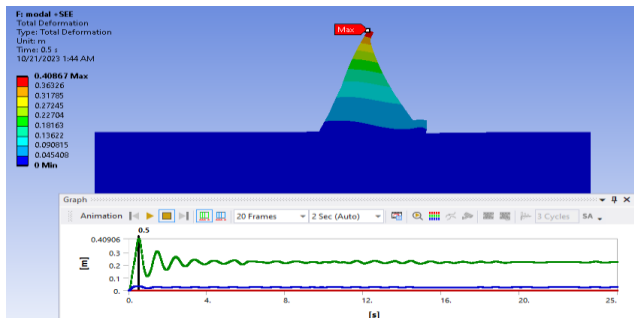 F: modal +SEE
Total Deformation
Type: Total Deformation
Unit: m
Time: 0.5 s
10/21/2023 1:44 AM
0.40867 Max
0.36326
0.31785
0.27245
0.22704
0.18163
0.13622
0.090815
0.045408
0 Min
Max
Graph
Animation 20 Frames 2 Sec (Auto) 3 Cycles SA
0.5
0.40906
0.3
0.2
0.1
0.
[m]
0. 4. 8. 12. 16. 20. 25.
[s]